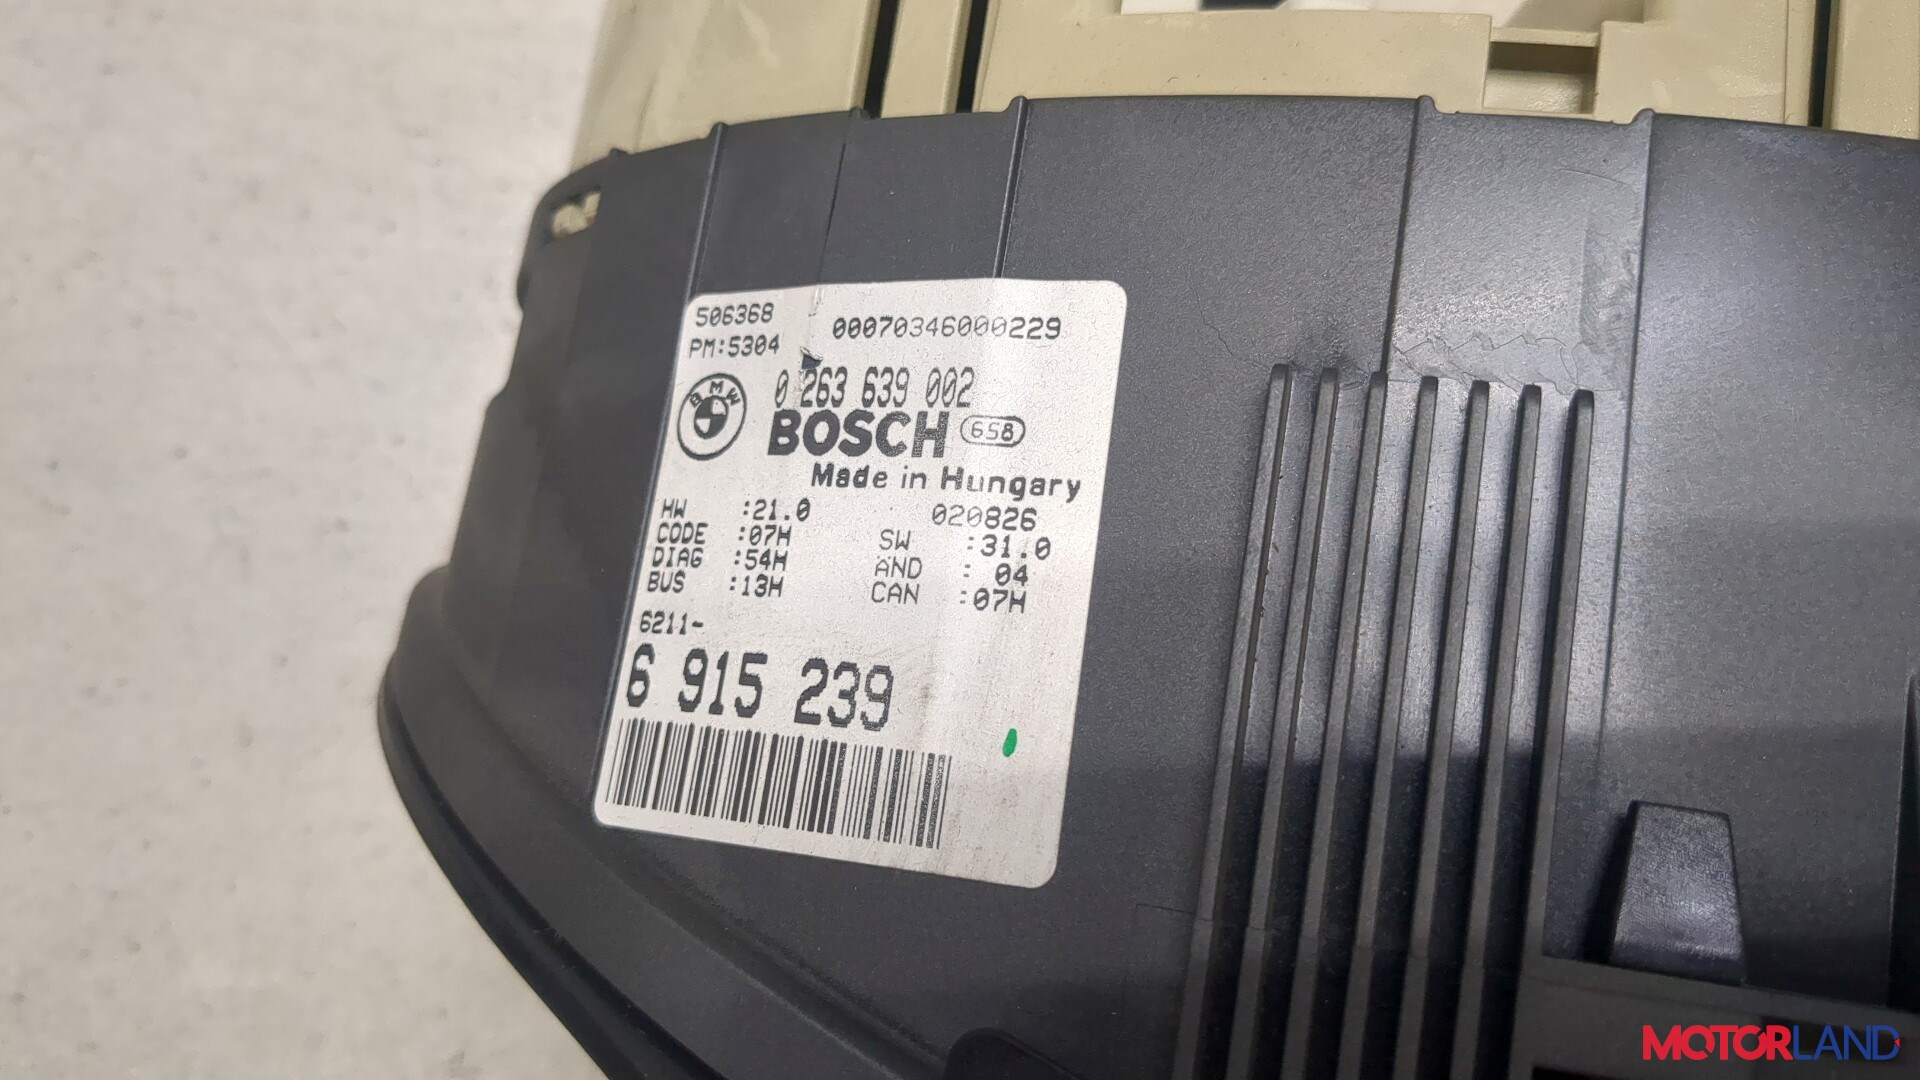 506368
00070346000229
PM:5304
0 263 639 002
BMW
BOSCH 658
Made in Hungary
HW :21.0
020826
CODE :07H
SW :31.0
DIAG :54H
AND : 04
BUS :13H
CAN :07H
6211-
6 915 239
MOTORLAND